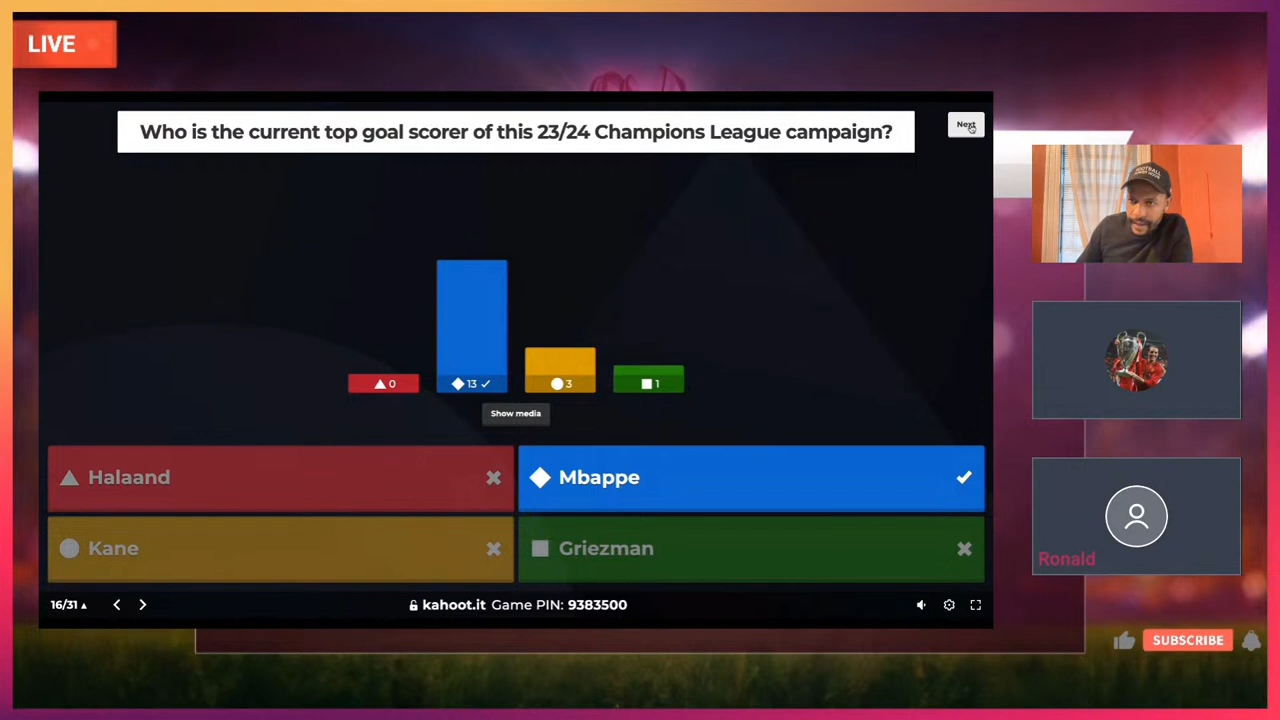 LIVE
Who is the current top goal scorer of this 23/24 Champions League campaign?
Next
0
13
3
1
Show media
Halaand
Mbappe
Kane
Griezman
16/31
kahoot.it Game PIN: 9383500
Ronald
SUBSCRIBE